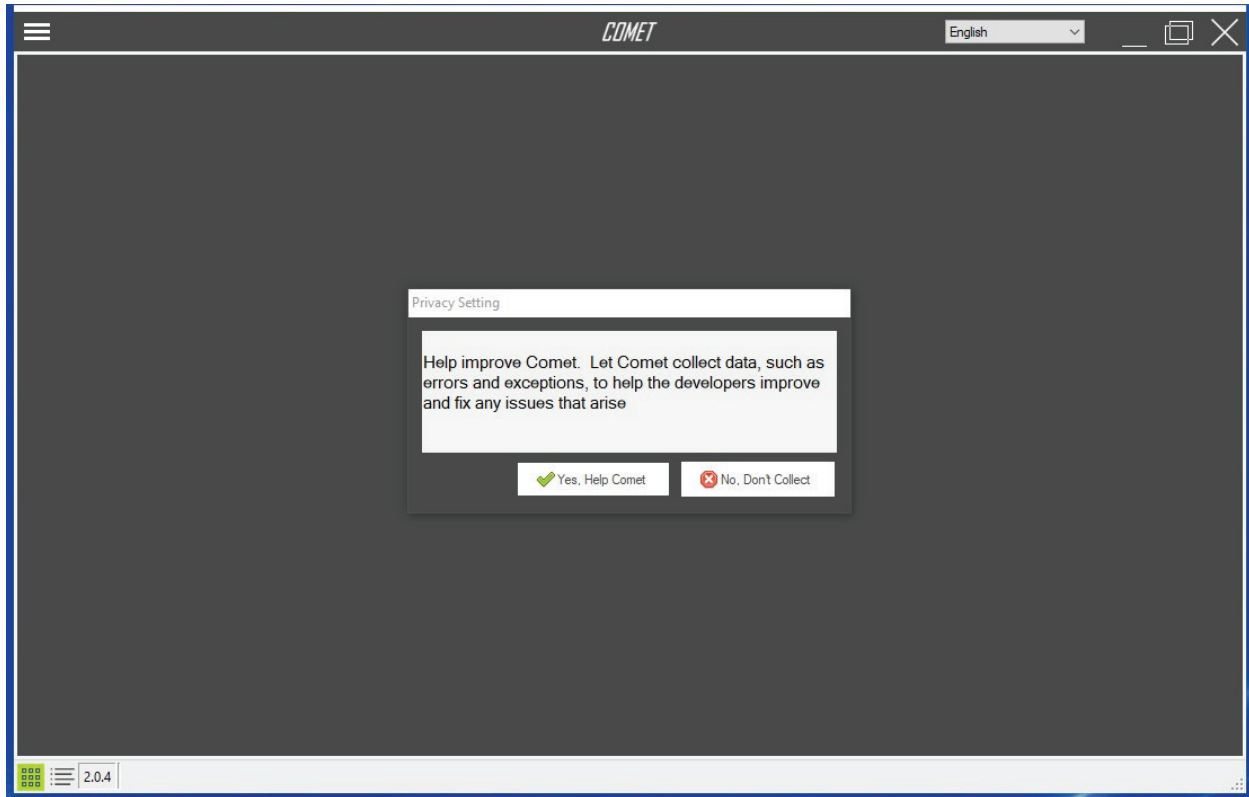 COMET
English
Privacy Setting
Help improve Comet.  Let Comet collect data, such as
errors and exceptions, to help the developers improve
and fix any issues that arise
Yes, Help Comet
No, Don't Collect
2.0.4